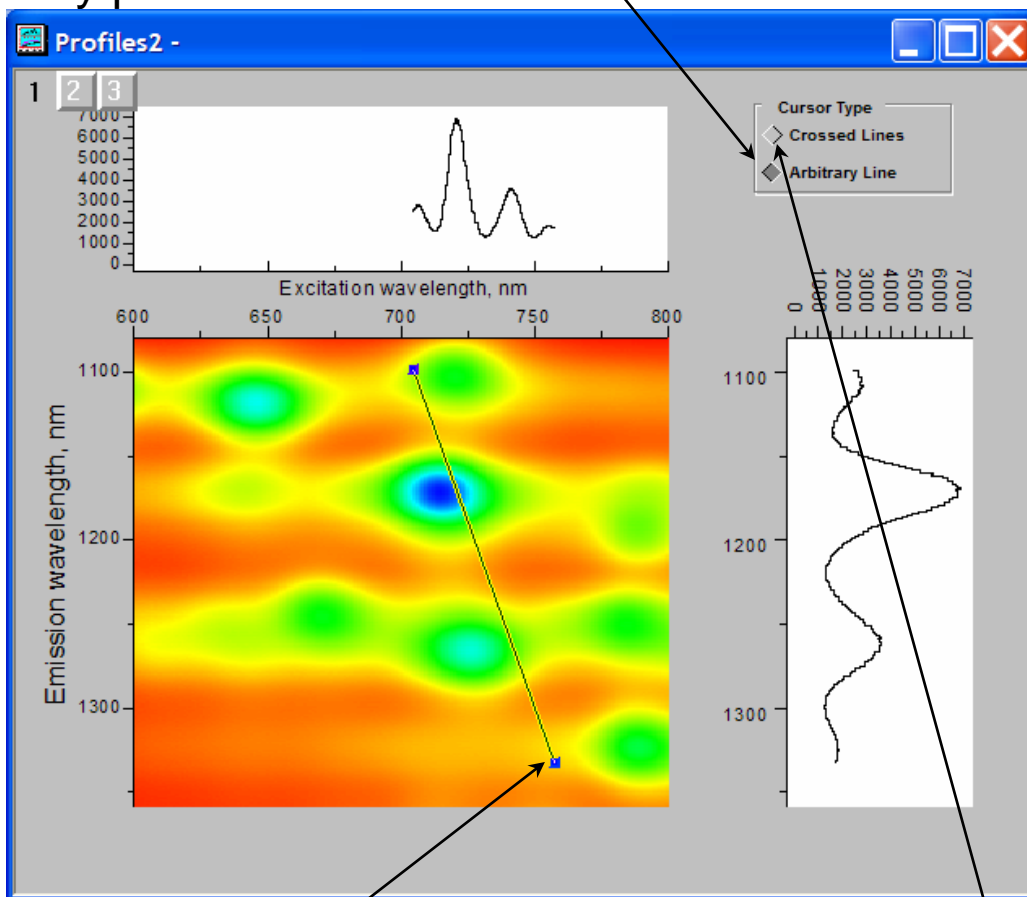 Profiles2 -
1 2 3
Cursor Type
Crossed Lines
Arbitrary Line
7000
6000
5000
4000
3000
2000
1000
0
Excitation wavelength, nm
600 650 700 750 800
0 1000 2000 3000 4000 5000 6000 7000
Emission wavelength, nm
1100
1200
1300
1100
1200
1300